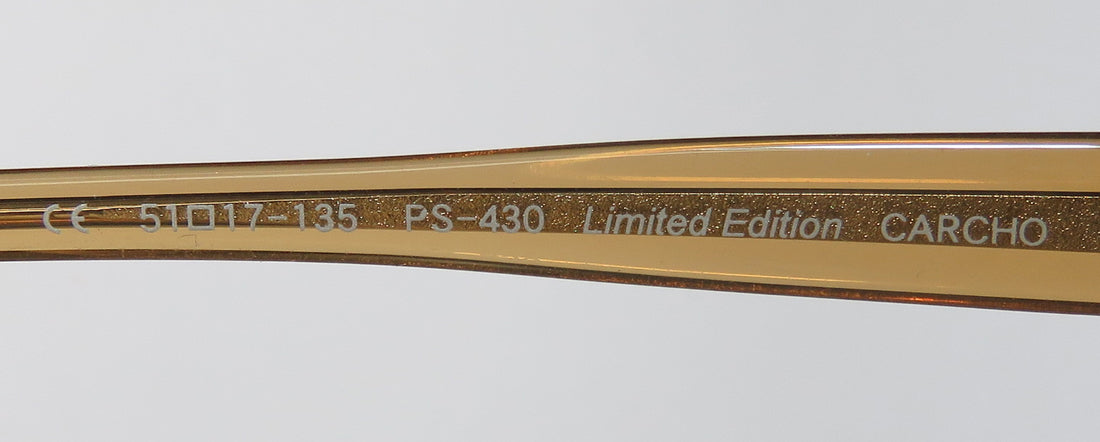 CE 51□17-135 PS-430 Limited Edition CARCHO